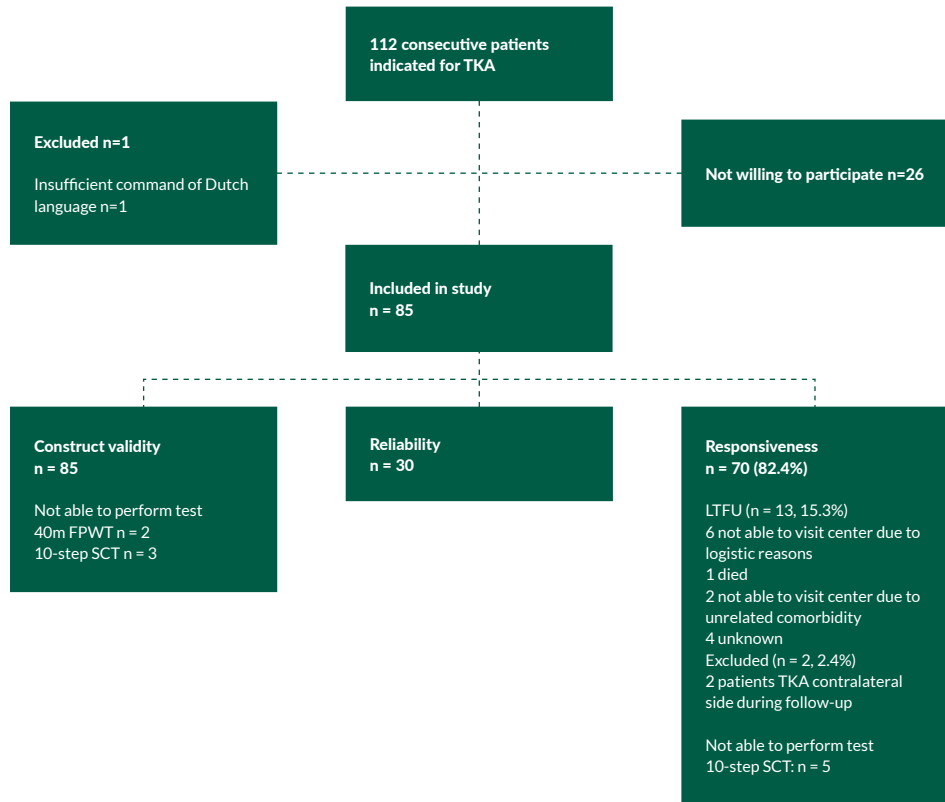 112 consecutive patients
indicated for TKA
Excluded n=1
Insufficient command of Dutch
language n=1
Not willing to participate n=26
Included in study
n = 85
Construct validity
n = 85
Not able to perform test
40m FPWT n = 2
10-step SCT n = 3
Reliability
n = 30
Responsiveness
n = 70 (82.4%)
LTFU (n = 13, 15.3%)
6 not able to visit center due to
logistic reasons
1 died
2 not able to visit center due to
unrelated comorbidity
4 unknown
Excluded (n = 2, 2.4%)
2 patients TKA contralateral
side during follow-up
Not able to perform test
10-step SCT: n = 5